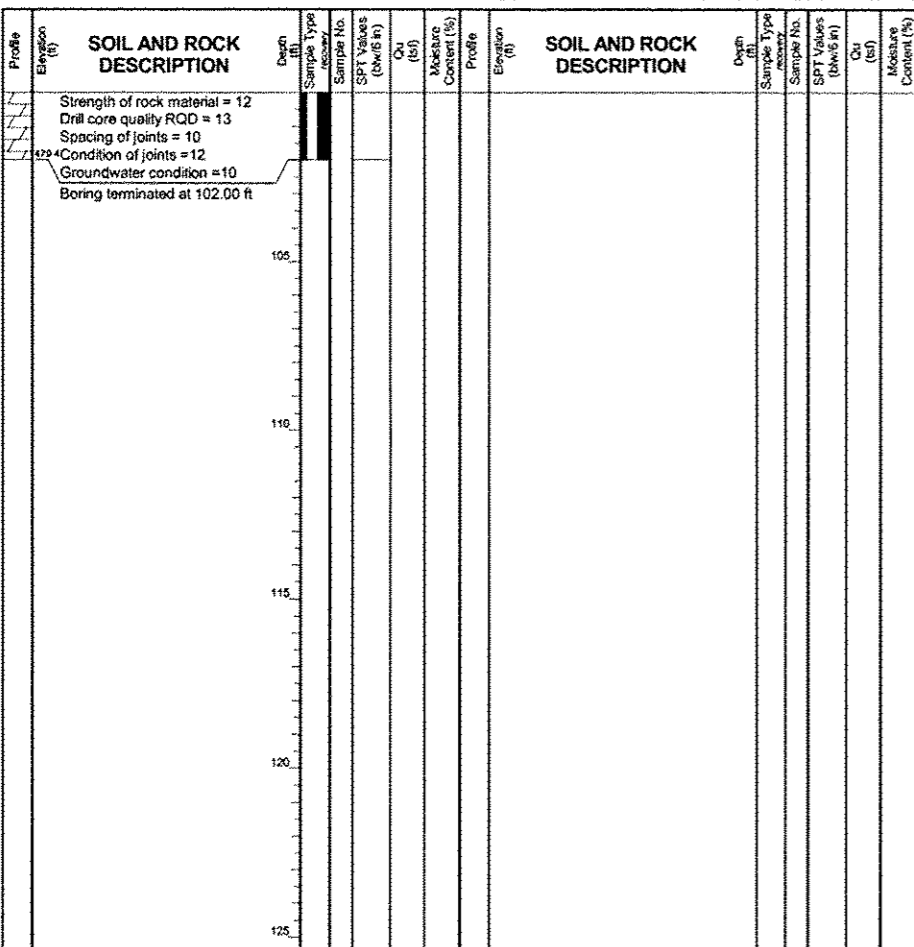 Profile
Elevation (ft)
SOIL AND ROCK
DESCRIPTION
Depth (ft)
Sample Type
recovery
Sample No.
SPT Values
(blw/6 in)
Qu
(tsf)
Moisture
Content (%)
Profile
Elevation (ft)
SOIL AND ROCK
DESCRIPTION
Depth (ft)
Sample Type
recovery
Sample No.
SPT Values
(blw/6 in)
Qu
(tsf)
Moisture
Content (%)
Strength of rock material = 12
Drill core quality RQD = 13
Spacing of joints = 10
Condition of joints =12
Groundwater condition =10
Boring terminated at 102.00 ft
105
110
115
120
125